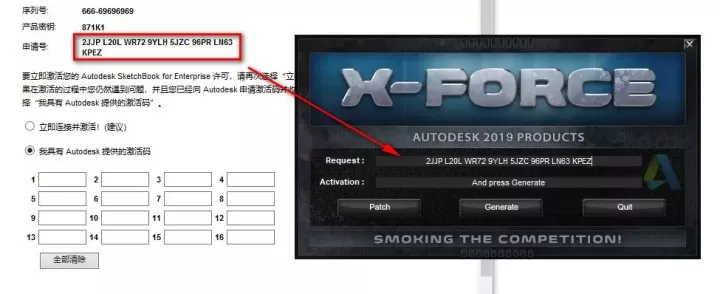 序列号: 666-69696969
产品密钥: 871K1
申请号: 2JJP L20L WR72 9YLH 5JZC 96PR LN63
KPEZ
要立即激活您的 Autodesk SketchBook for Enterprise 许可，请再次选择“立
果在激活的过程中您仍然遇到问题，并且您已经向 Autodesk 申请激活码并收
择“我具有 Autodesk 提供的激活码”。
立即连接并激活! (建议)
我具有 Autodesk 提供的激活码
1 2 3 4
5 6 7 8
9 10 11 12
13 14 15 16
全部清除
X-FORCE
AUTODESK 2019 PRODUCTS
Request : 2JJP L20L WR72 9YLH 5JZC 96PR LN63 KPEZ
Activation : And press Generate
Patch Generate Quit
SMOKING THE COMPETITION!